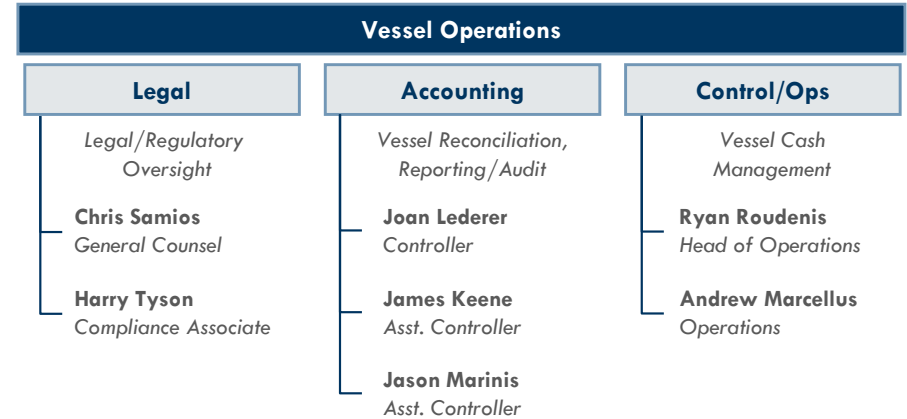 Vessel Operations
Legal
Legal/Regulatory
Oversight
Chris Samios
General Counsel
Harry Tyson
Compliance Associate
Accounting
Vessel Reconciliation,
Reporting/Audit
Joan Lederer
Controller
James Keene
Asst. Controller
Jason Marinis
Asst. Controller
Control/Ops
Vessel Cash
Management
Ryan Roudenis
Head of Operations
Andrew Marcellus
Operations